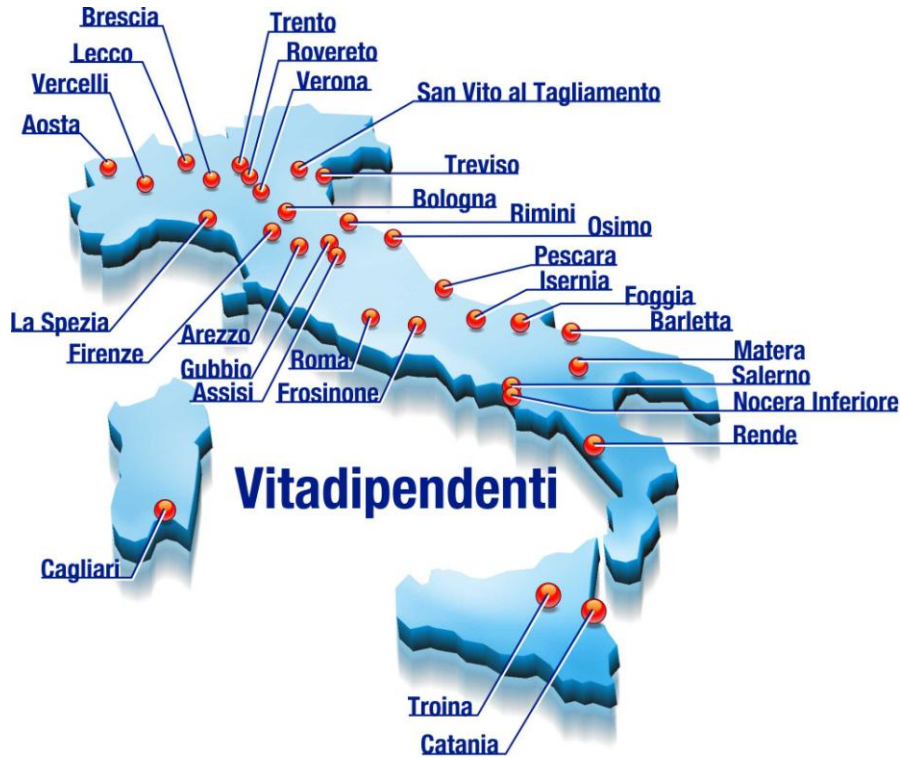 Brescia
Trento
Lecco
Rovereto
Vercelli
Verona
San Vito al Tagliamento
Aosta
Treviso
Bologna
Rimini
Osimo
Pescara
Isernia
Foggia
La Spezia
Barletta
Arezzo
Firenze
Roma
Matera
Gubbio
Salerno
Assisi
Frosinone
Nocera Inferiore
Rende
Vitadipendenti
Cagliari
Troina
Catania